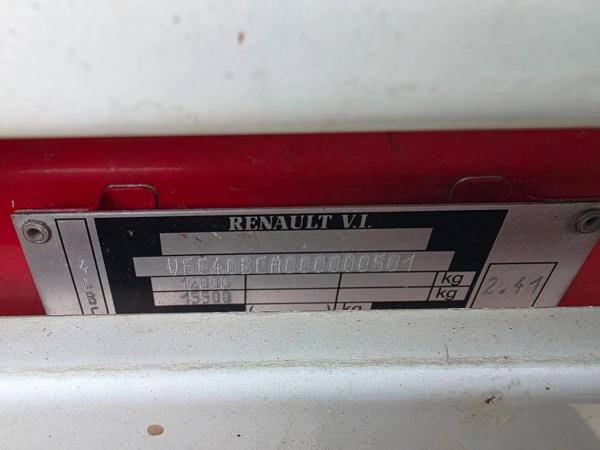 RENAULT V.I.
VF640BCA000000501
12000 kg
15500 kg
kg
2.41